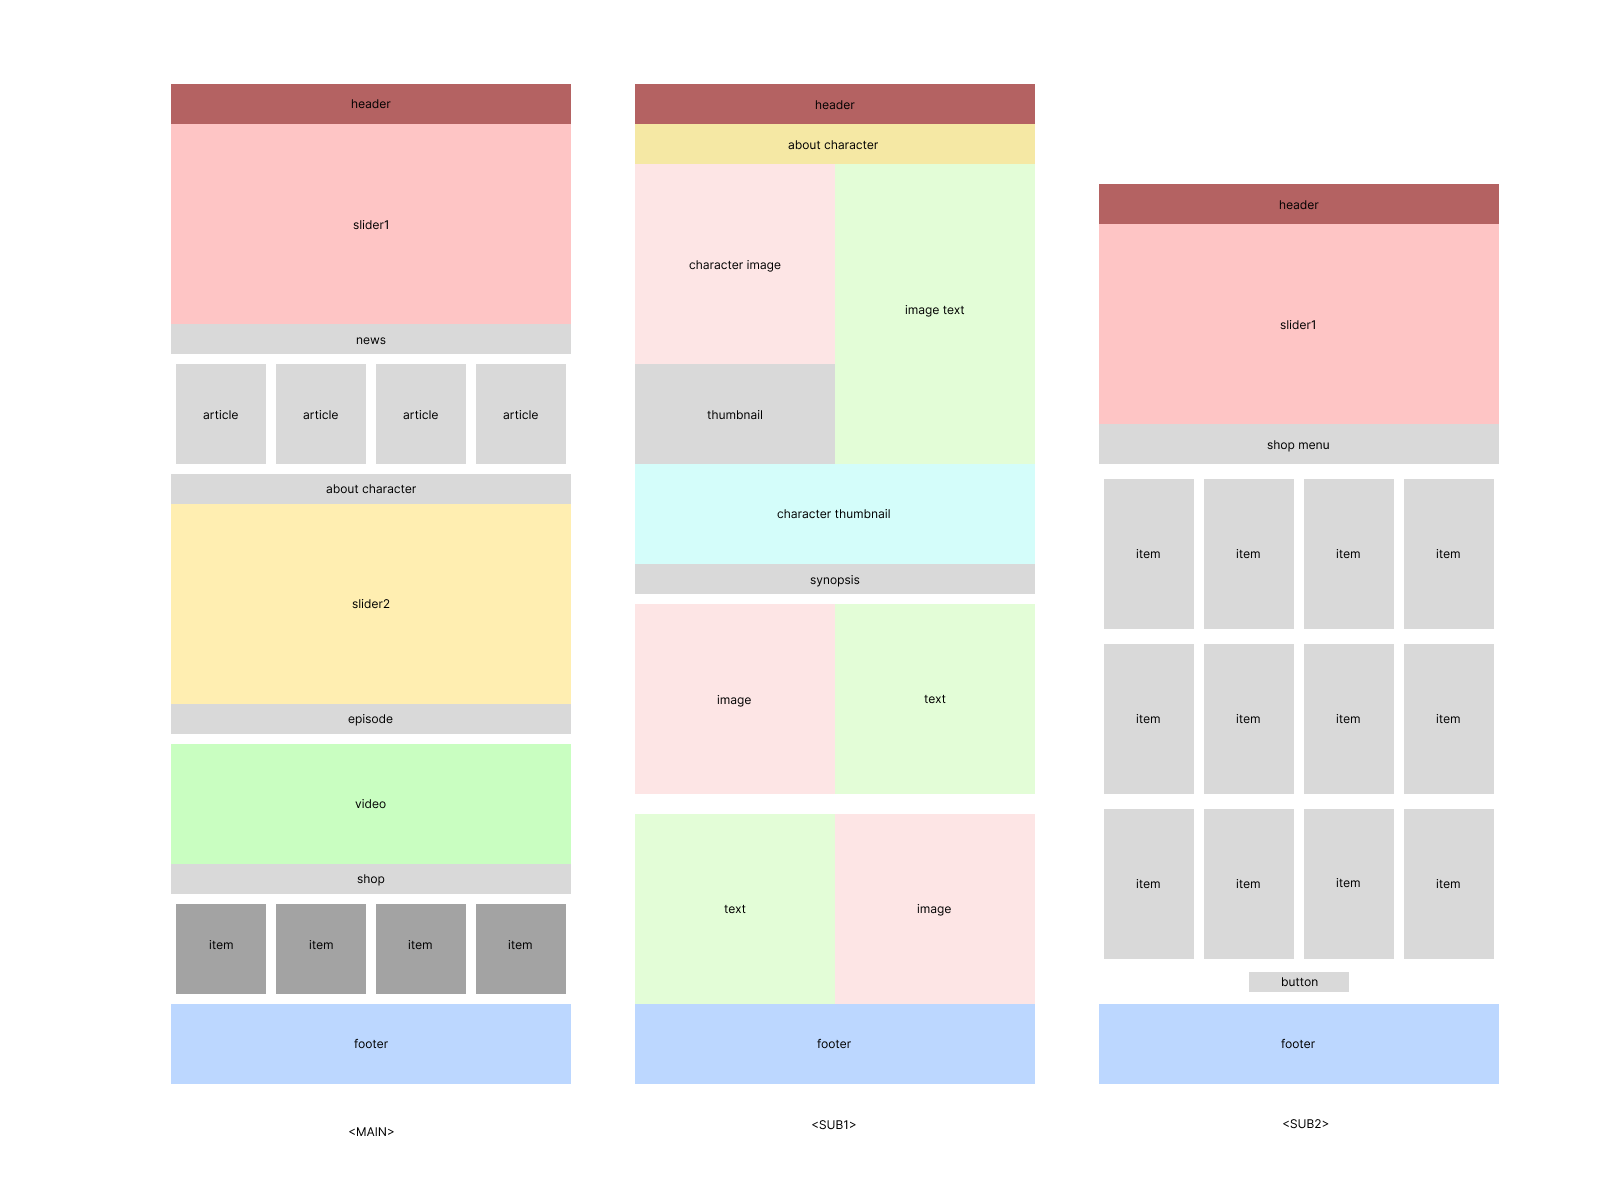 header
slider1
news
article
article
article
article
about character
slider2
episode
video
shop
item
item
item
item
footer
<MAIN>
header
about character
character image
image text
thumbnail
character thumbnail
synopsis
image
text
text
image
footer
<SUB1>
header
slider1
shop menu
item
item
item
item
item
item
item
item
item
item
item
item
button
footer
<SUB2>